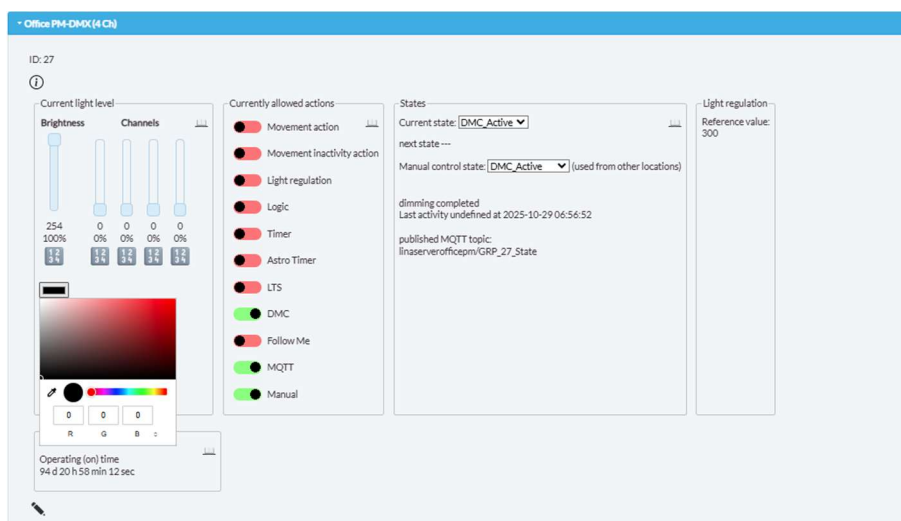 Office PM-DMX (4 Ch)
ID: 27
Current light level
Brightness Channels
254 0 0 0 0
100% 0% 0% 0% 0%
0 0 0
R G B
Operating (on) time
94 d 20 h 58 min 12 sec
Currently allowed actions
Movement action
Movement inactivity action
Light regulation
Logic
Timer
Astro Timer
LTS
DMC
Follow Me
MQTT
Manual
States
Current state: DMC_Active
next state ---
Manual control state: DMC_Active (used from other locations)
dimming completed
Last activity undefined at 2025-10-29 06:56:52
published MQTT topic:
linaserverofficepm/GRP_27_State
Light regulation
Reference value:
300